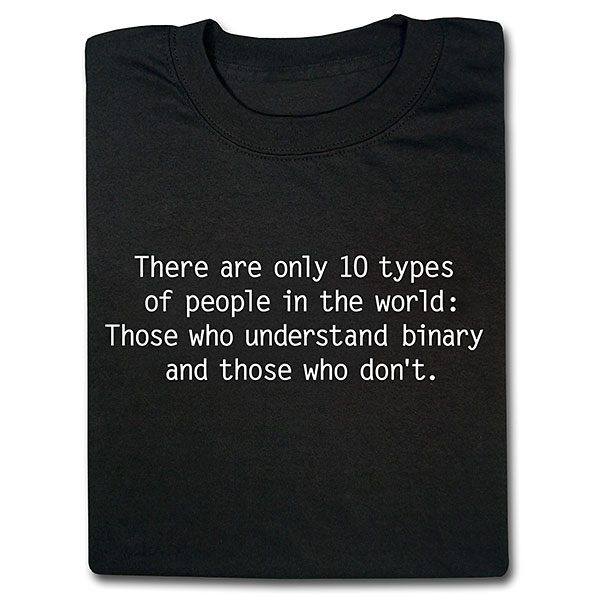 There are only 10 types
of people in the world:
Those who understand binary
and those who don't.